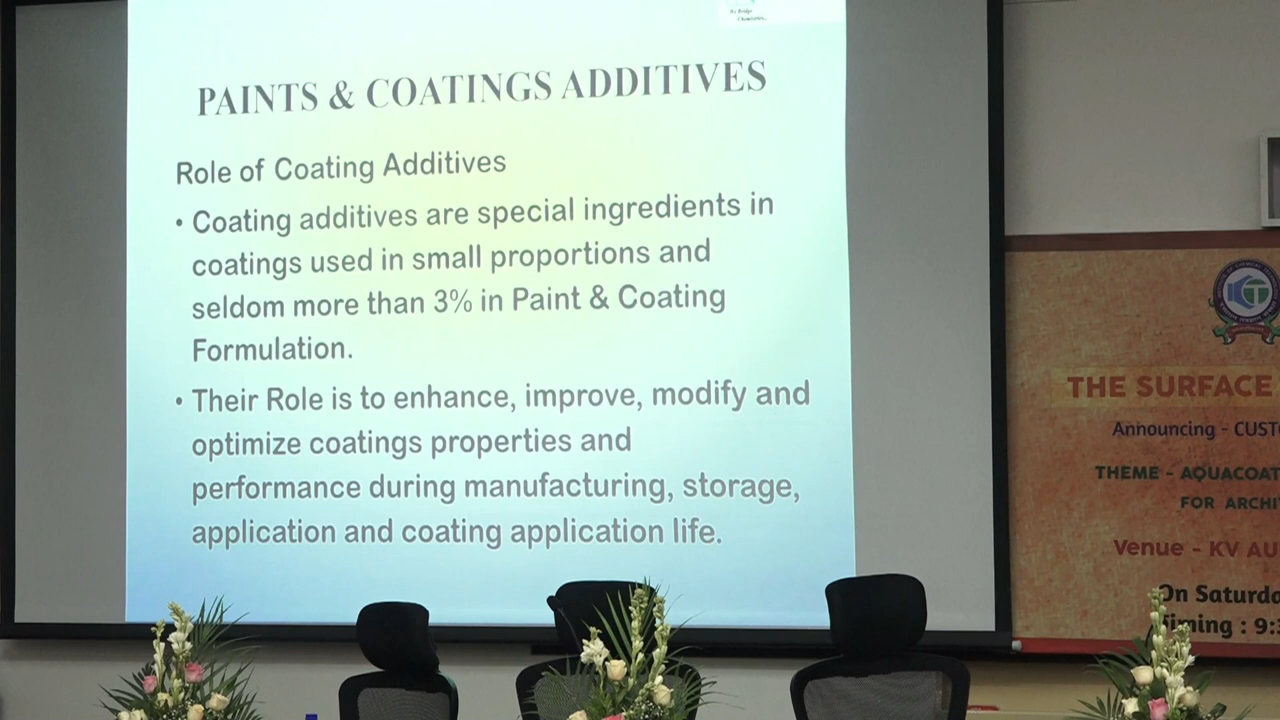 We Bridge
Chemistries...
PAINTS & COATINGS ADDITIVES
Role of Coating Additives
• Coating additives are special ingredients in
coatings used in small proportions and
seldom more than 3% in Paint & Coating
Formulation.
• Their Role is to enhance, improve, modify and
optimize coatings properties and
performance during manufacturing, storage,
application and coating application life.
THE SURFACE
Announcing - CUST
THEME - AQUACOAT
FOR ARCHI
Venue - KV AU
On Saturda
Timing : 9:3